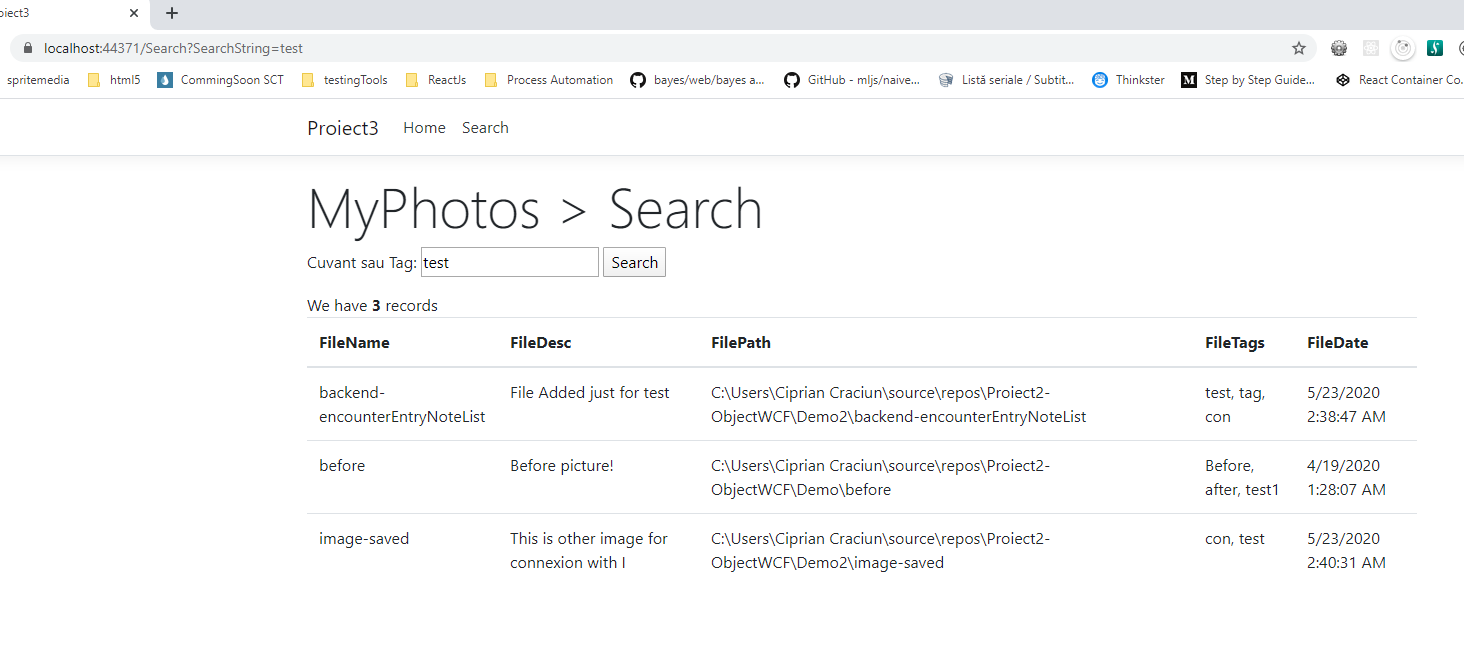 oiect3
localhost:44371/Search?SearchString=test
spritemedia html5 CommingSoon SCT testingTools ReactJs Process Automation bayes/web/bayes a... GitHub - mljs/naive... Listă seriale / Subtit... Thinkster Step by Step Guide... React Container Co...
Proiect3 Home Search
MyPhotos > Search
Cuvant sau Tag: test Search
We have 3 records
FileName FileDesc FilePath FileTags FileDate
backend- File Added just for test C:\Users\Ciprian Craciun\source\repos\Proiect2- test, tag, 5/23/2020
encounterEntryNoteList ObjectWCF\Demo2\backend-encounterEntryNoteList con 2:38:47 AM
before Before picture! C:\Users\Ciprian Craciun\source\repos\Proiect2- Before, 4/19/2020
ObjectWCF\Demo\before after, test1 1:28:07 AM
image-saved This is other image for C:\Users\Ciprian Craciun\source\repos\Proiect2- con, test 5/23/2020
connexion with I ObjectWCF\Demo2\image-saved 2:40:31 AM